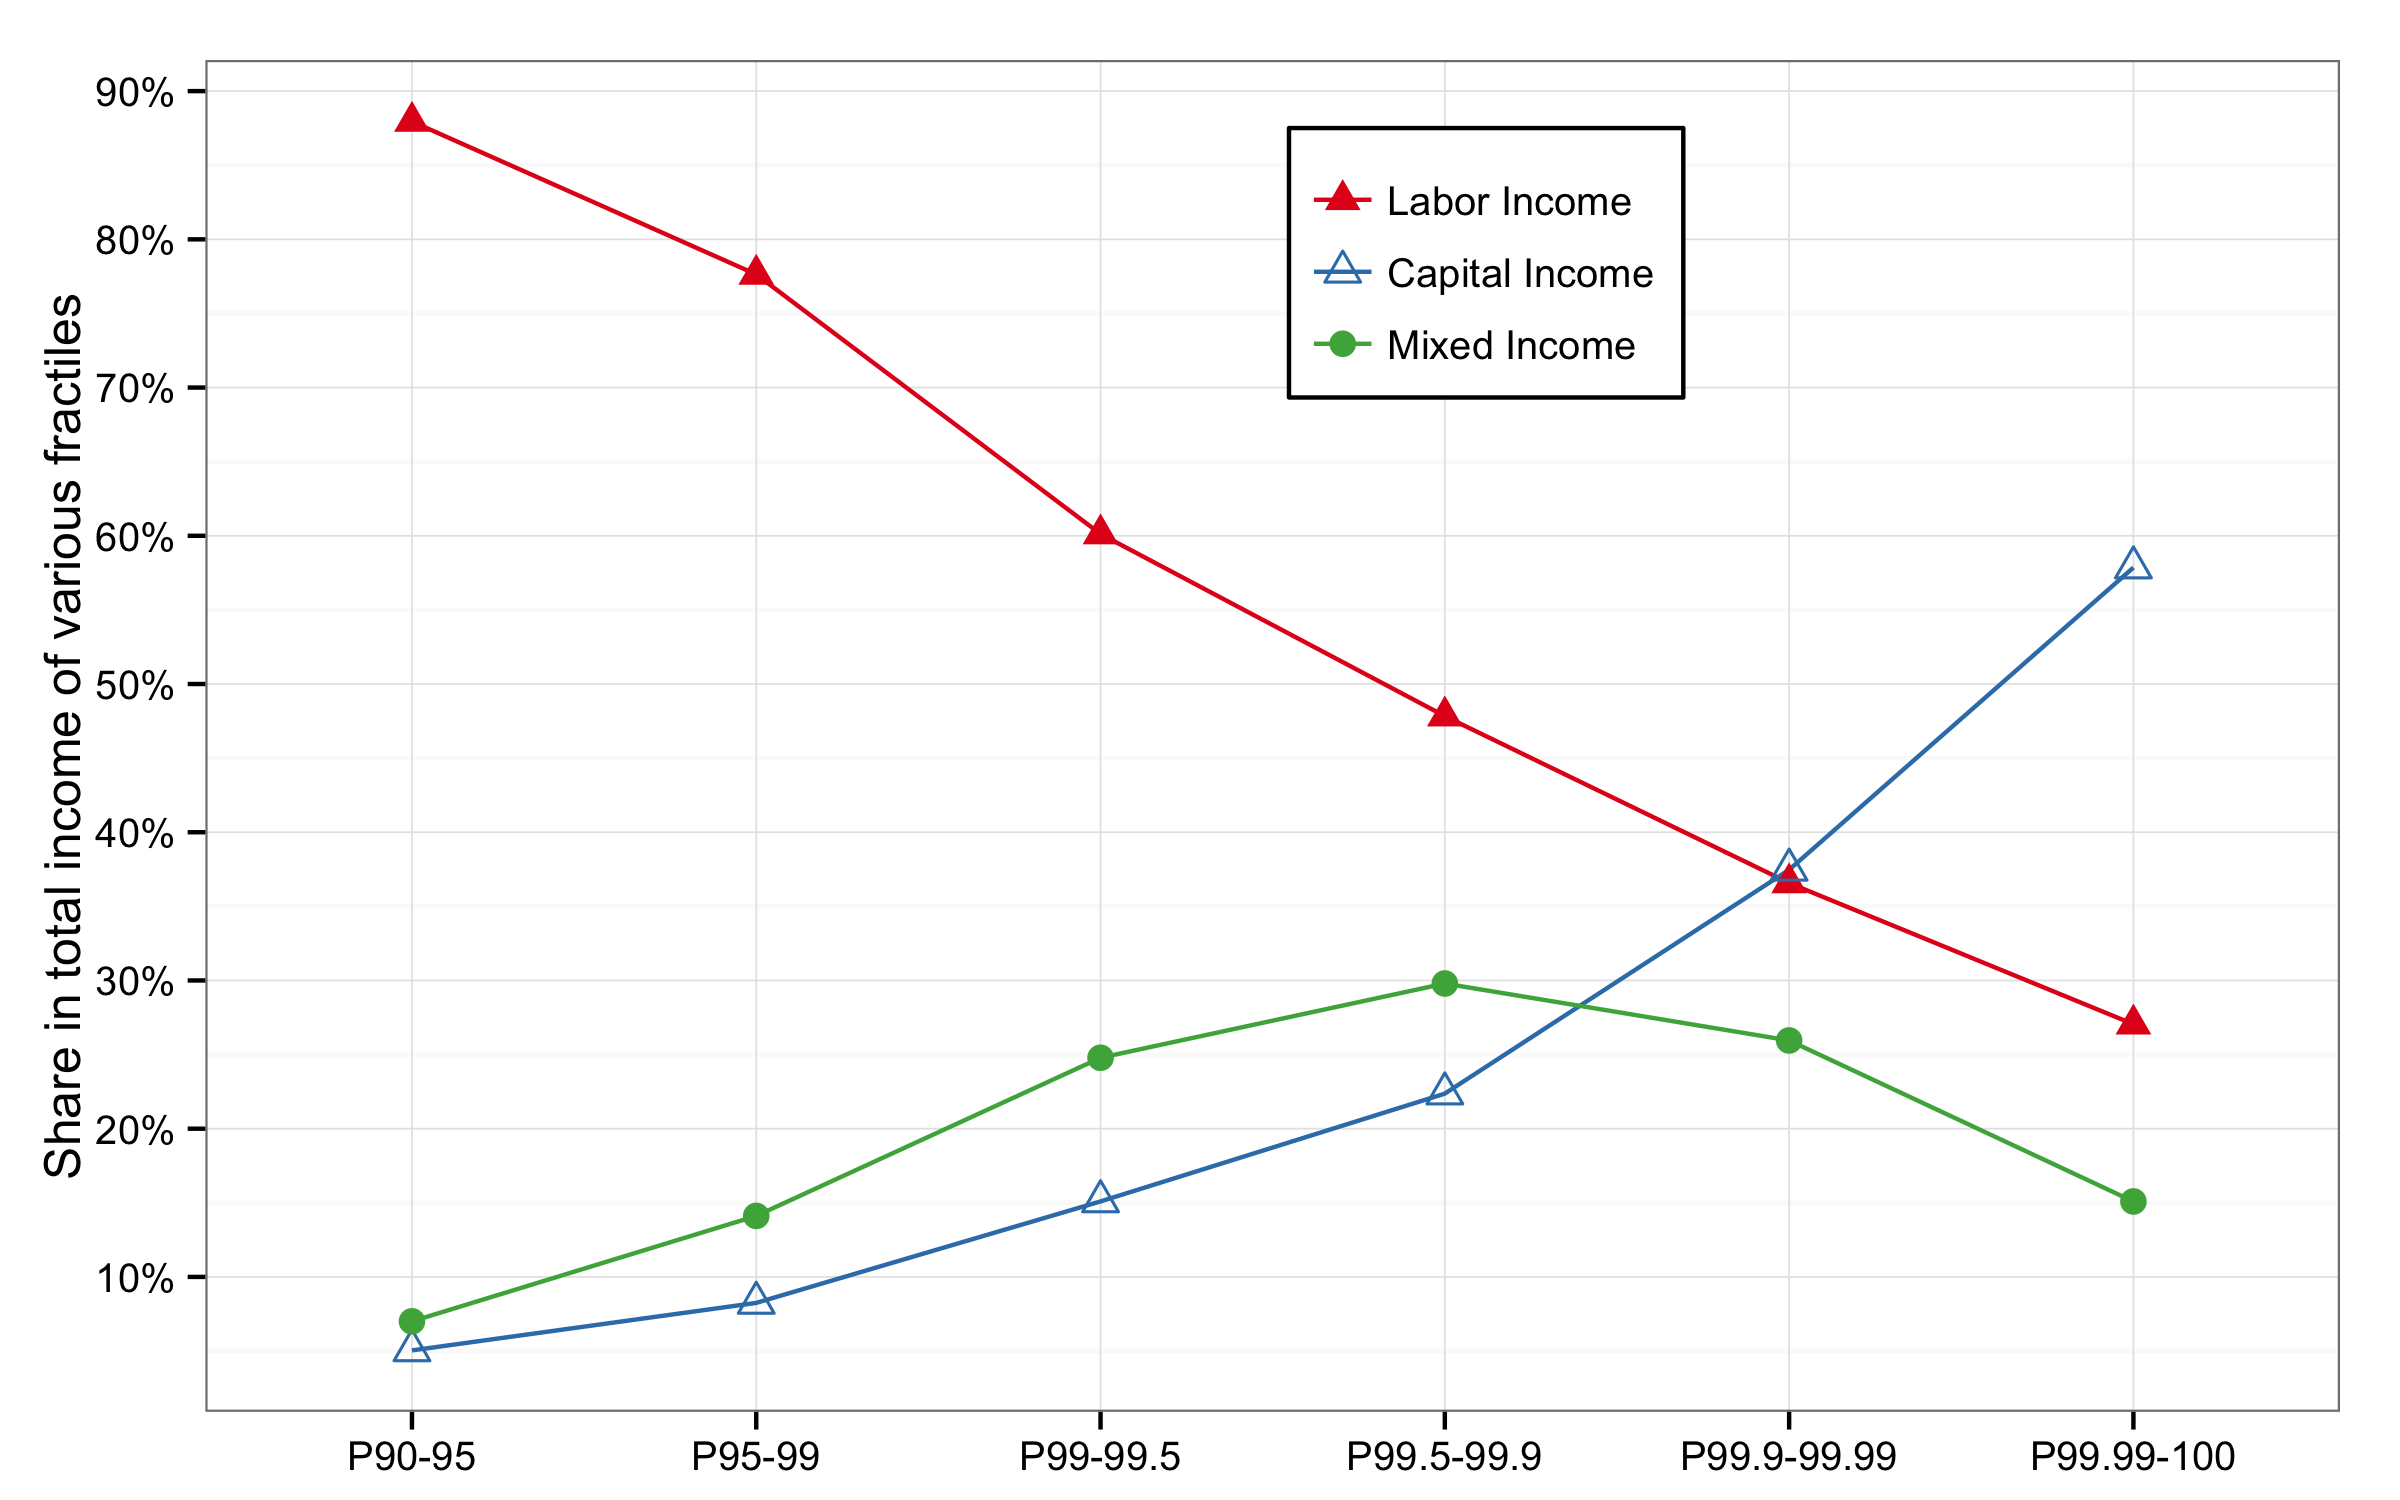 Share in total income of various fractiles
90%
80%
70%
60%
50%
40%
30%
20%
10%
Labor Income
Capital Income
Mixed Income
P90-95
P95-99
P99-99.5
P99.5-99.9
P99.9-99.99
P99.99-100